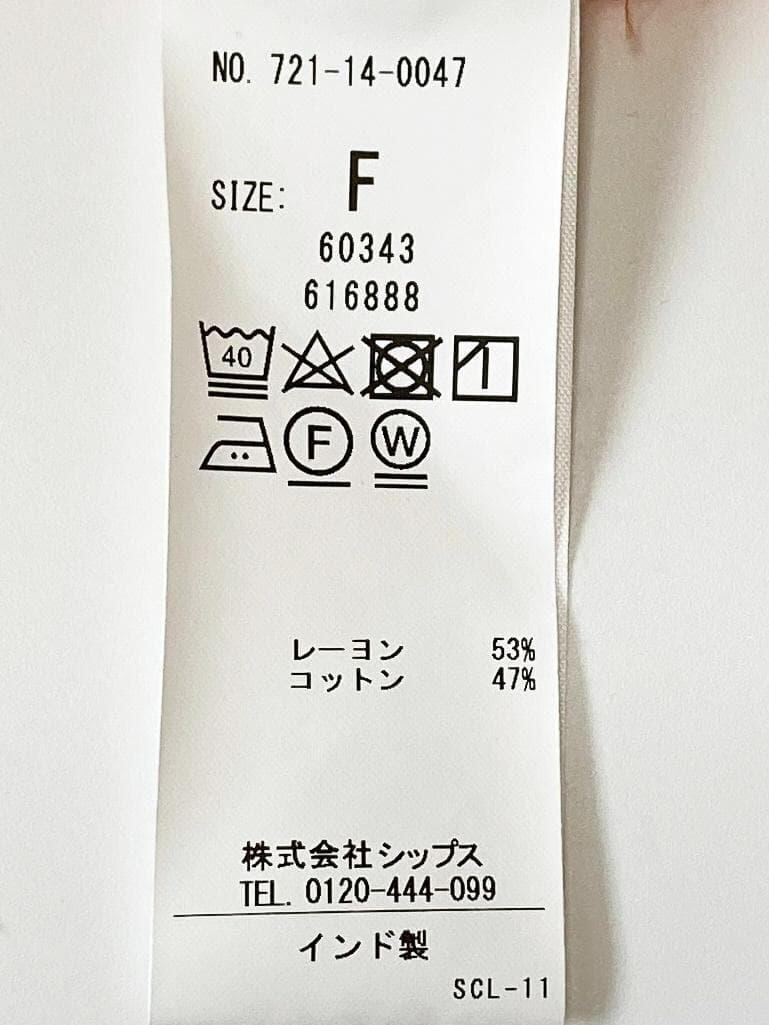 NO. 721-14-0047
SIZE: F
60343
616888
40
F W
レーヨン 53%
コットン 47%
株式会社シップス
TEL. 0120-444-099
インド製
SCL-11